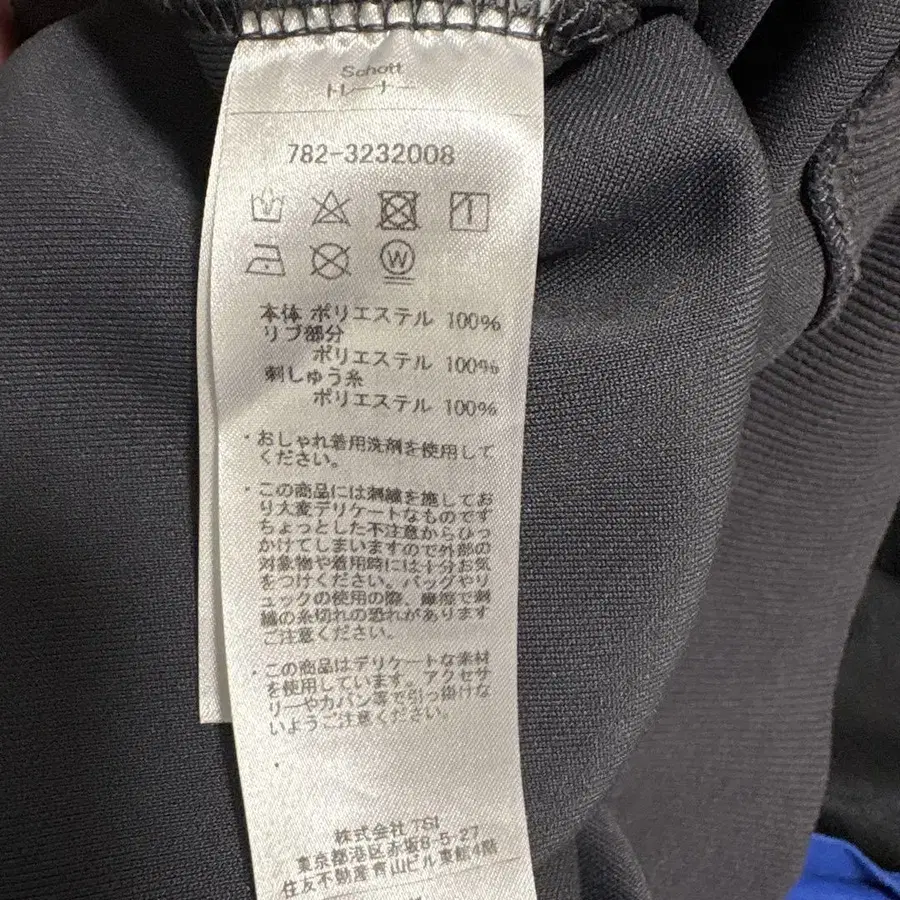 Schott
トレーナー
782-3232008
W
本体 ポリエステル 100%
リブ部分
ポリエステル 100%
刺しゅう糸
ポリエステル 100%
・おしゃれ着用洗剤を使用して
ください。
・この商品には刺繍を施してお
り大変デリケートなものです
ちょっとした不注意からひっ
かけてしまいますので外部の
対象物や着用時には十分お気
をつけください。バッグやリ
ュックの使用の際、摩擦で刺
繍の糸切れの恐れがあります
ご注意ください。
・この商品はデリケートな素材
を使用しています。アクセサ
リーやカバン等で引っ掛けな
いようご注意ください。
・
株式会社 TSI
東京都港区赤坂8-5-27
住友不動産青山ビル東館4階